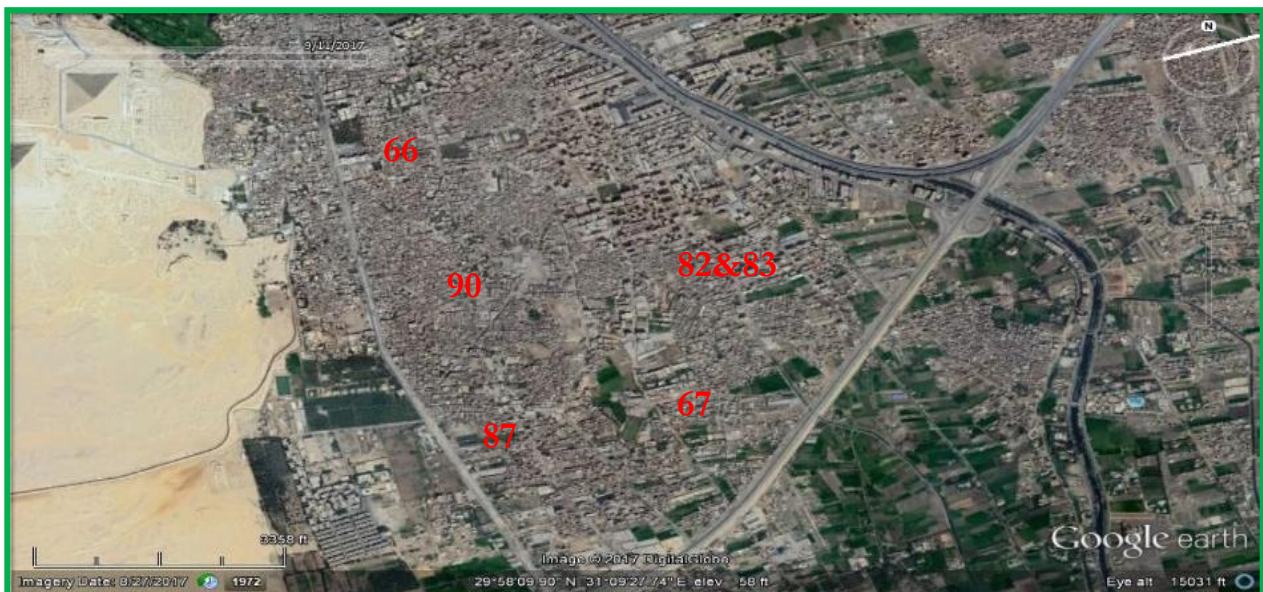 N
9/11/2017
66
82&83
90
67
87
Google earth
3358 ft
Image © 2017 DigitalGlobe
Imagery Date: 8/27/2017 1972 29°58'09.90" N 31°09'27.74" E elev 58 ft Eye alt 15031 ft